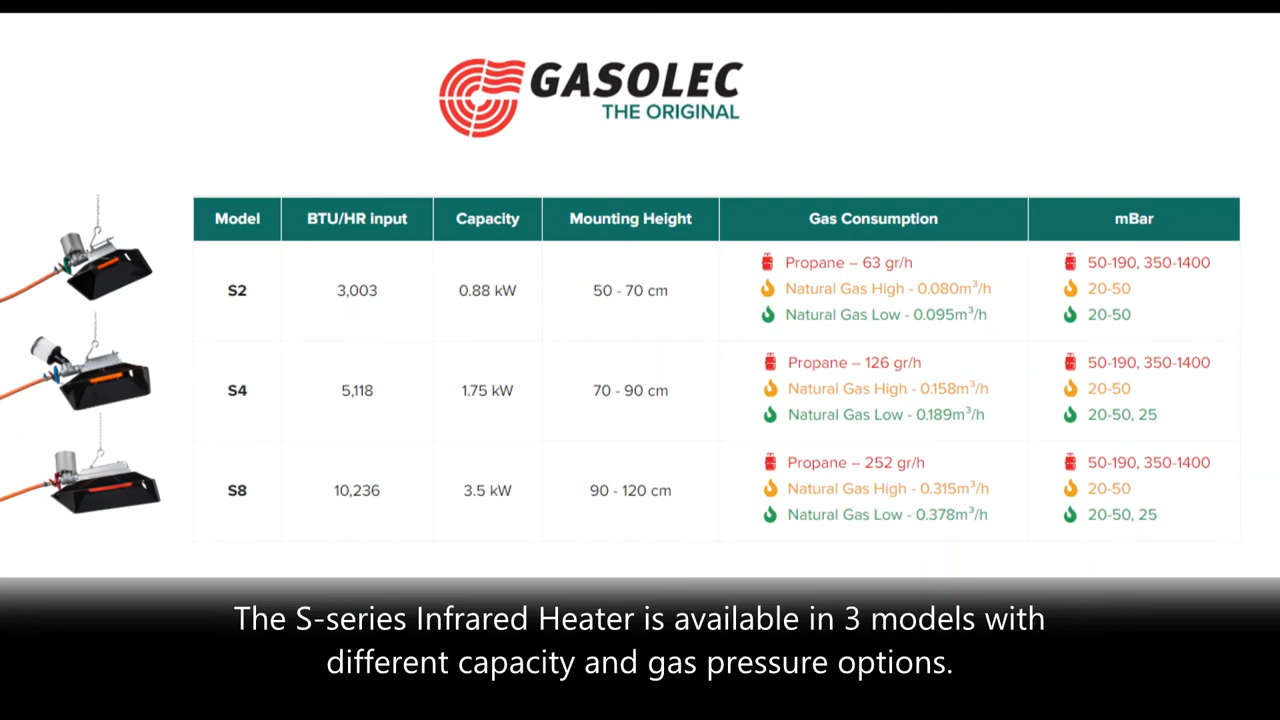 GASOLEC
THE ORIGINAL
Model BTU/HR input Capacity Mounting Height Gas Consumption mBar
S2 3,003 0.88 kW 50 - 70 cm
Propane – 63 gr/h 50-190, 350-1400
Natural Gas High - 0.080m³/h 20-50
Natural Gas Low - 0.095m³/h 20-50
S4 5,118 1.75 kW 70 - 90 cm
Propane – 126 gr/h 50-190, 350-1400
Natural Gas High - 0.158m³/h 20-50
Natural Gas Low - 0.189m³/h 20-50, 25
S8 10,236 3.5 kW 90 - 120 cm
Propane – 252 gr/h 50-190, 350-1400
Natural Gas High - 0.315m³/h 20-50
Natural Gas Low - 0.378m³/h 20-50, 25
The S-series Infrared Heater is available in 3 models with
different capacity and gas pressure options.